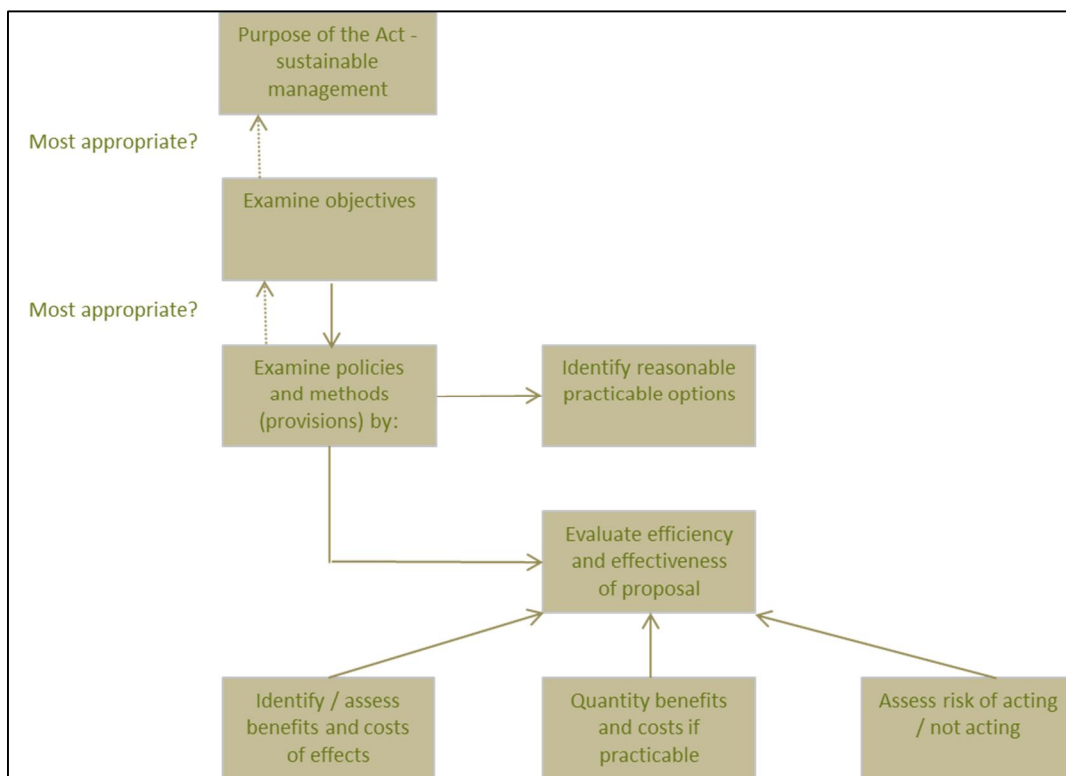 Purpose of the Act -
sustainable
management
Most appropriate?
Examine objectives
Most appropriate?
Examine policies
and methods
(provisions) by:
Identify reasonable
practicable options
Evaluate efficiency
and effectiveness
of proposal
Identify / assess
benefits and costs
of effects
Quantity benefits
and costs if
practicable
Assess risk of acting
/ not acting